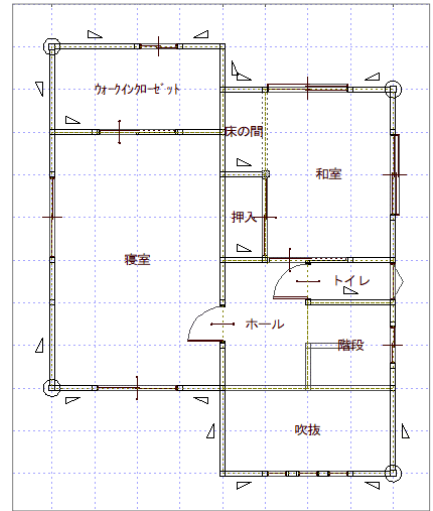 ウォークインクローゼット
床の間
和室
押入
寝室
トイレ
ホール
階段
吹抜